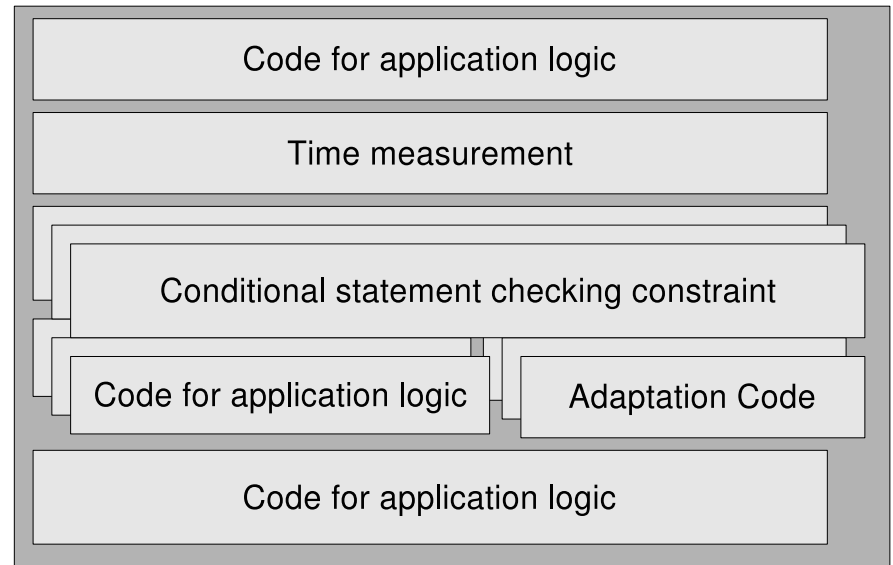 Code for application logic
Time measurement
Conditional statement checking constraint
Code for application logic
Adaptation Code
Code for application logic